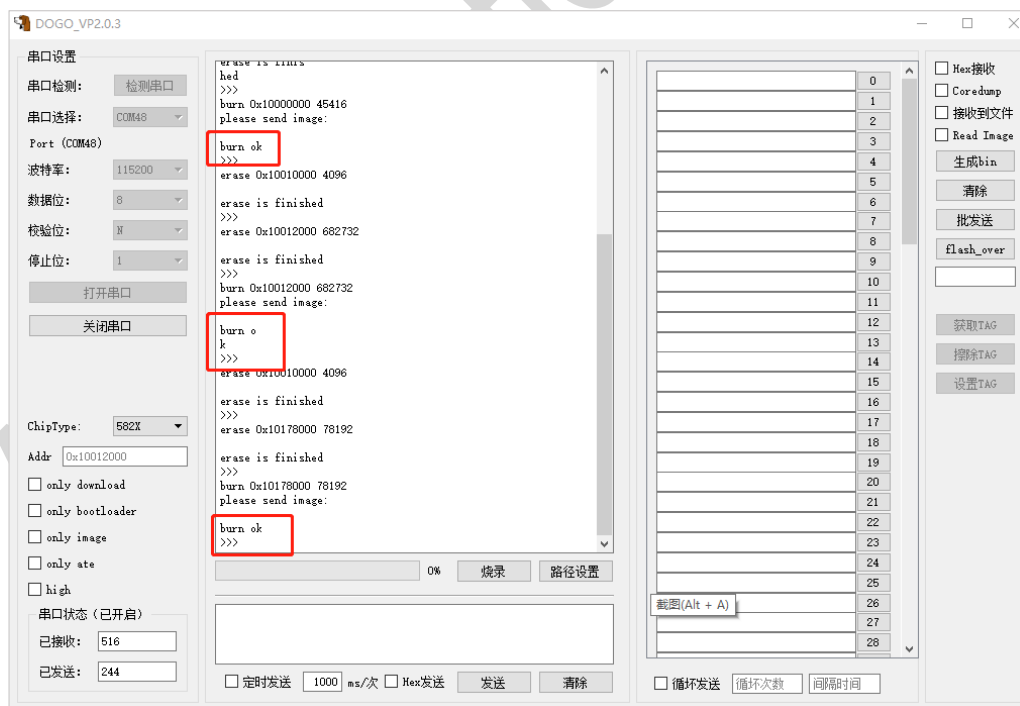 DOGO_VP2.0.3
串口设置
串口检测: 检测串口
串口选择: COM48
Port (COM48)
波特率: 115200
数据位: 8
校验位: N
停止位: 1
打开串口
关闭串口
ChipType: 582X
Addr 0x10012000
only download
only bootloader
only image
only ate
high
串口状态 (已开启)
已接收: 516
已发送: 244
erase is finis
hed
>>>
burn 0x10000000 45416
please send image:
burn ok
>>>
erase 0x10010000 4096
erase is finished
>>>
erase 0x10012000 682732
erase is finished
>>>
burn 0x10012000 682732
please send image:
burn o
k
>>>
erase 0x10010000 4096
erase is finished
>>>
erase 0x10178000 78192
erase is finished
>>>
burn 0x10178000 78192
please send image:
burn ok
>>>
0% 烧录 路径设置
定时发送 1000 ms/次 Hex发送 发送 清除
0
1
2
3
4
5
6
7
8
9
10
11
12
13
14
15
16
17
18
19
20
21
22
23
24
25
26
27
28
截图(Alt + A)
循环发送 循环次数 间隔时间
Hex接收
Coredump
接收到文件
Read Image
生成bin
清除
批发送
flash_over
获取TAG
擦除TAG
设置TAG